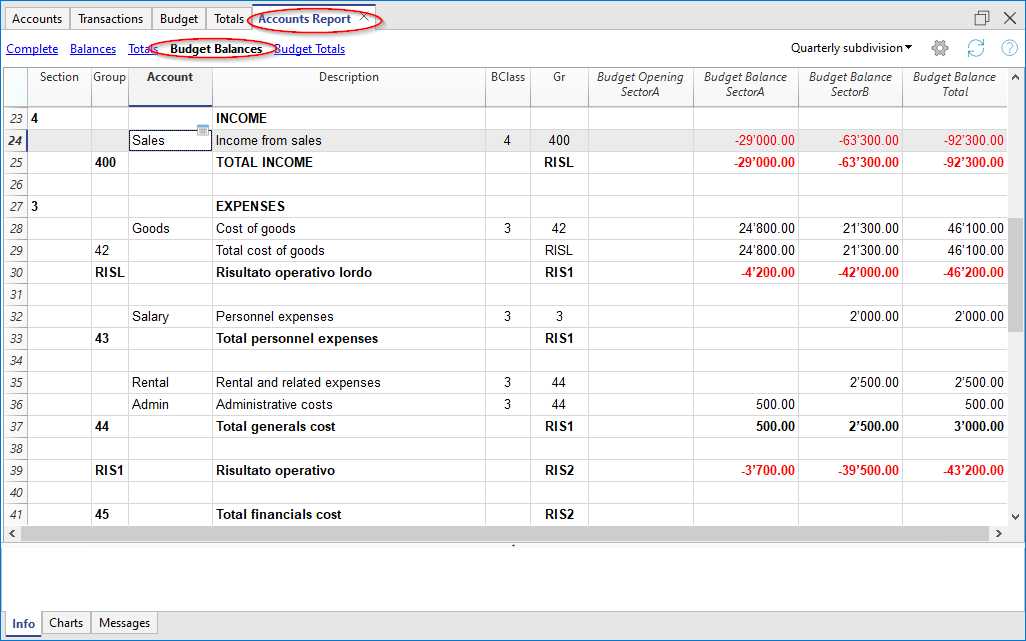 Accounts Transactions Budget Totals Accounts Report
Complete Balances Totals Budget Balances Budget Totals Quarterly subdivision
Section Group Account Description BClass Gr Budget Opening SectorA Budget Balance SectorA Budget Balance SectorB Budget Balance Total
23 4 INCOME
24 Sales Income from sales 4 400 -29’000.00 -63’300.00 -92’300.00
25 400 TOTAL INCOME RISL -29’000.00 -63’300.00 -92’300.00
26
27 3 EXPENSES
28 Goods Cost of goods 3 42 24’800.00 21’300.00 46’100.00
29 42 Total cost of goods RISL 24’800.00 21’300.00 46’100.00
30 RISL Risultato operativo lordo RIS1 -4’200.00 -42’000.00 -46’200.00
31
32 Salary Personnel expenses 3 3 2’000.00 2’000.00
33 43 Total personnel expenses RIS1
34
35 Rental Rental and related expenses 3 44 2’500.00 2’500.00
36 Admin Administrative costs 3 44 500.00 500.00
37 44 Total generals cost RIS1 500.00 2’500.00 3’000.00
38
39 RIS1 Risultato operativo RIS2 -3’700.00 -39’500.00 -43’200.00
40
41 45 Total financials cost RIS2
Info Charts Messages